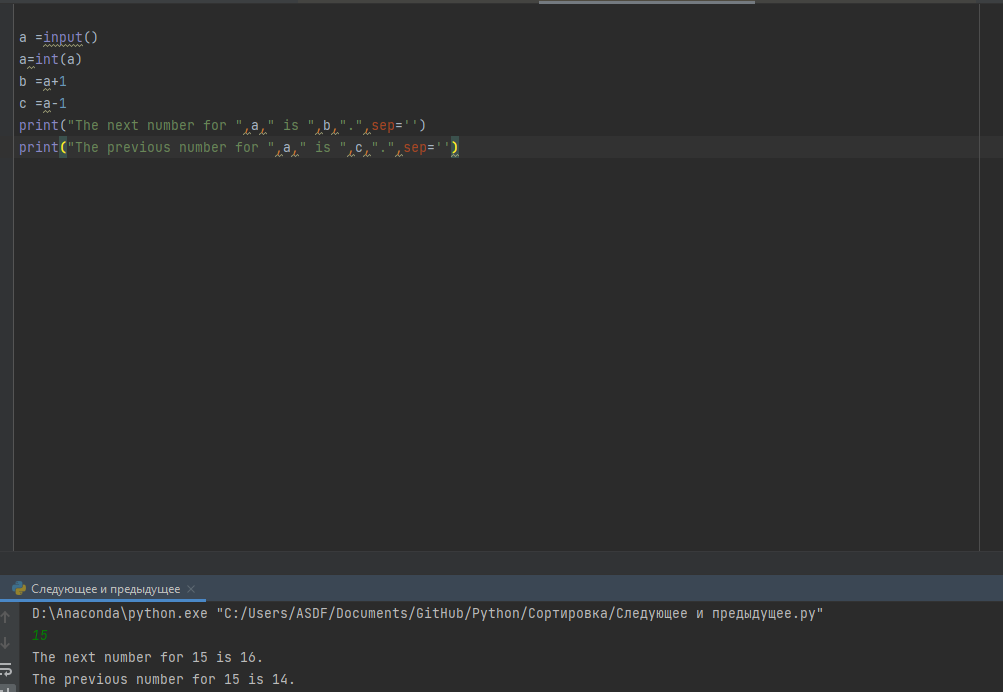 a =input()
a=int(a)
b =a+1
c =a-1
print("The next number for ",a," is ",b,".",sep='')
print("The previous number for ",a," is ",c,".",sep='')
Следующее и предыдущее ×
D:\Anaconda\python.exe "C:/Users/ASDF/Documents/GitHub/Python/Сортировка/Следующее и предыдущее.py"
15
The next number for 15 is 16.
The previous number for 15 is 14.